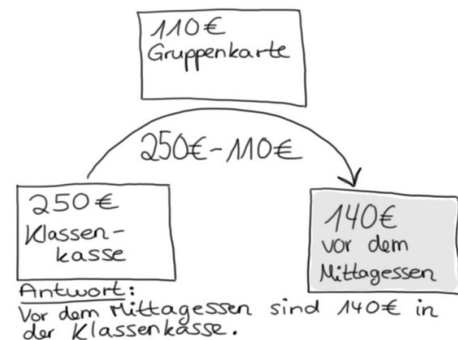 110€
Gruppenkarte
250€-110€
250€
Klassen-
kasse
140€
vor dem
Mittagessen
Antwort:
Vor dem Mittagessen sind 140€ in
der Klassenkasse.